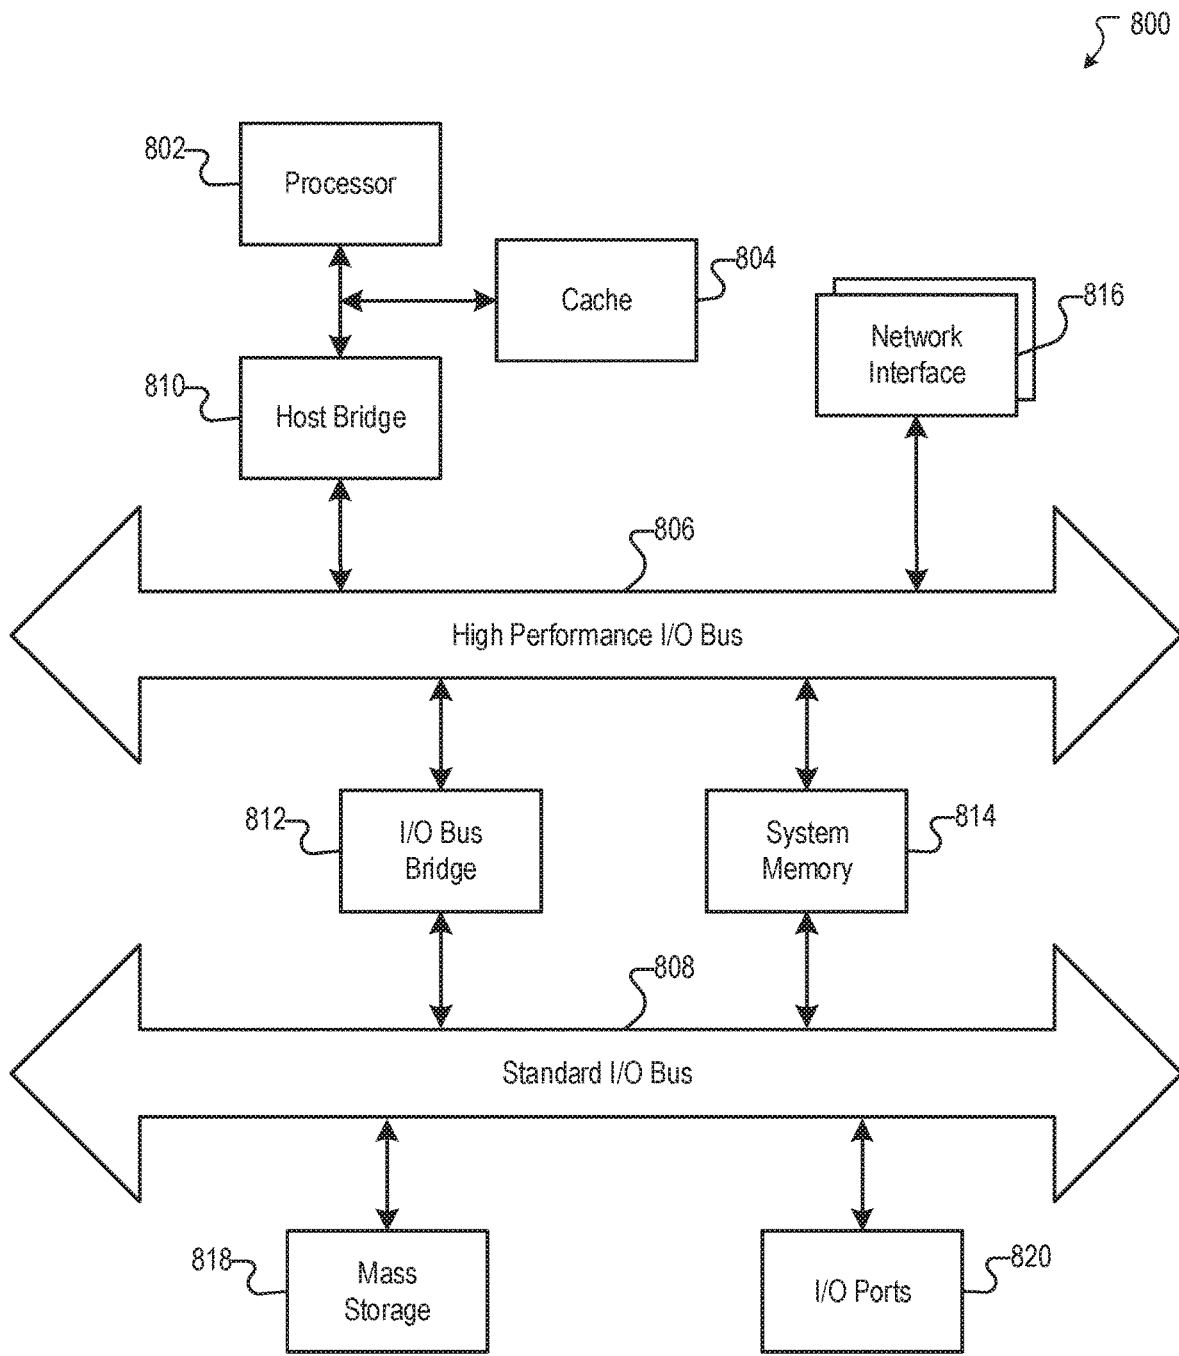 800
802
Processor
804
Cache
816
Network
Interface
810
Host Bridge
806
High Performance I/O Bus
812
I/O Bus
Bridge
814
System
Memory
808
Standard I/O Bus
818
Mass
Storage
820
I/O Ports